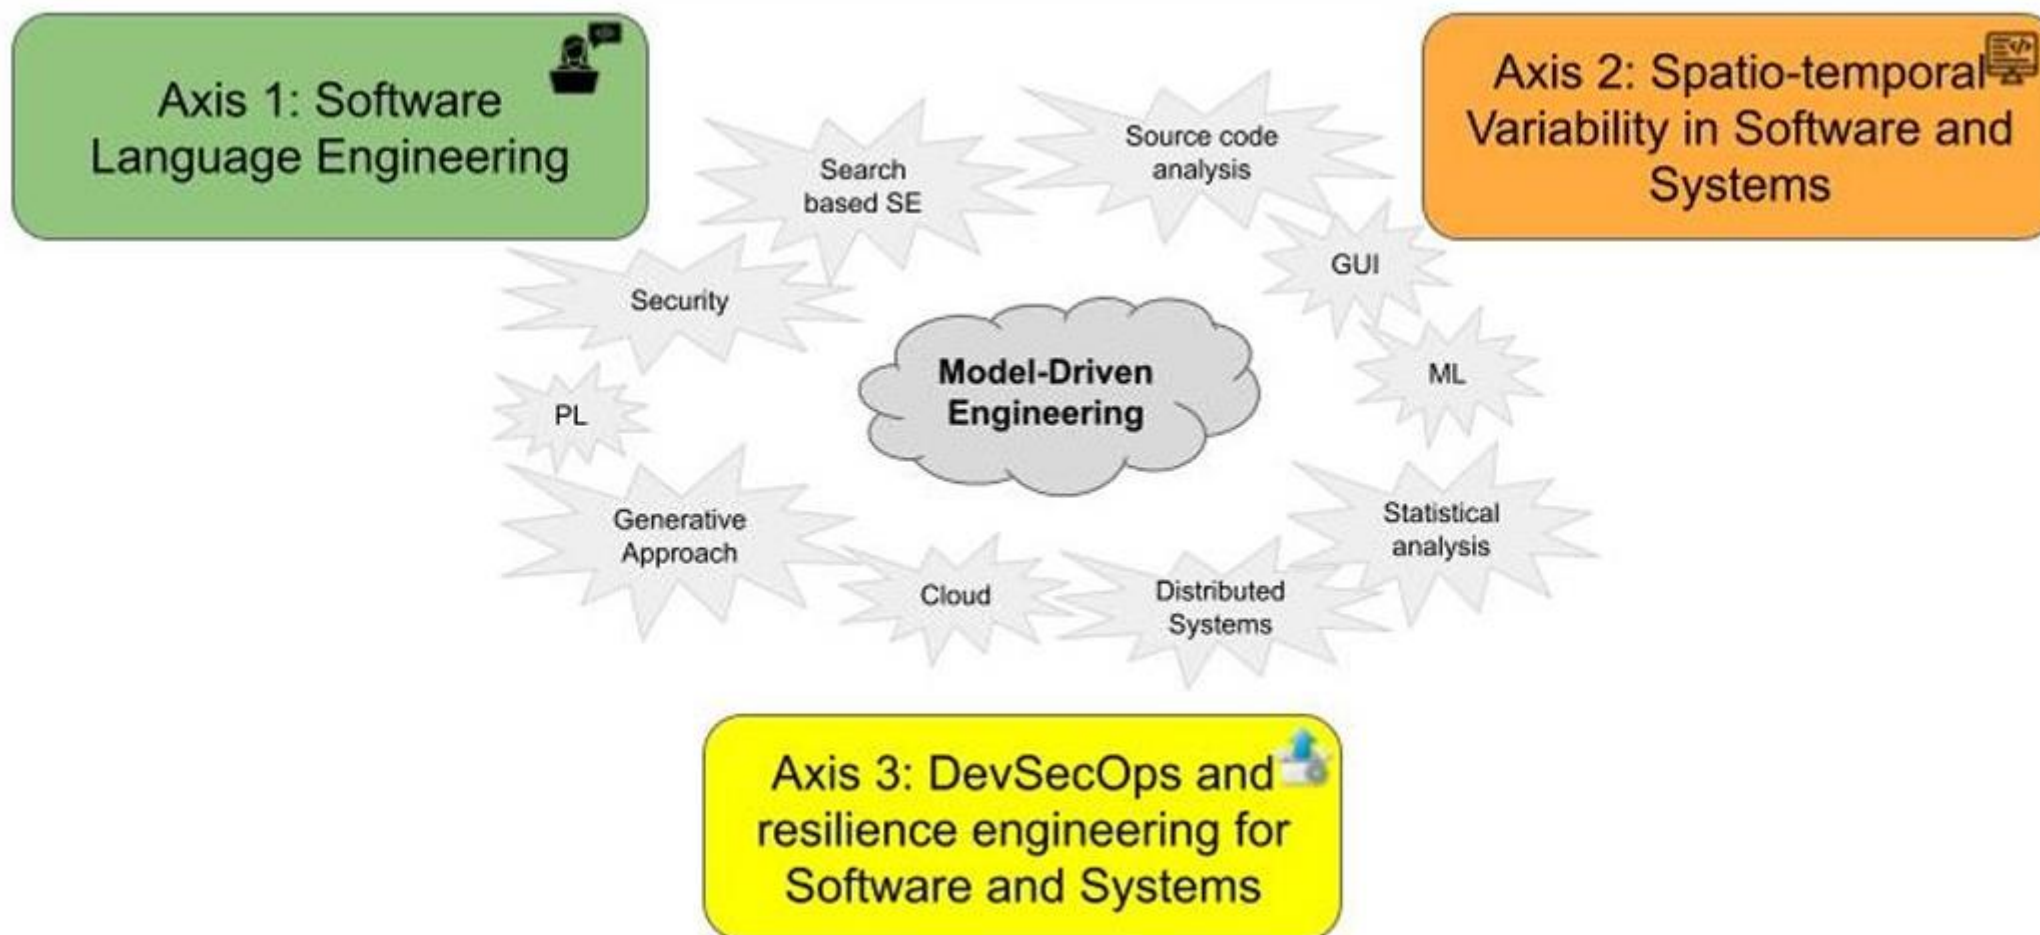 Axis 1: Software
Language Engineering
Axis 2: Spatio-temporal
Variability in Software and
Systems
Source code
analysis
Search
based SE
GUI
Security
Model-Driven
Engineering
ML
PL
Statistical
analysis
Generative
Approach
Cloud
Distributed
Systems
Axis 3: DevSecOps and
resilience engineering for
Software and Systems